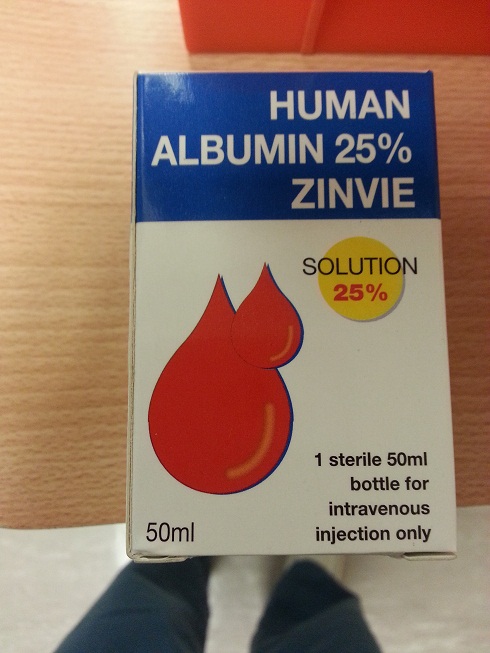 HUMAN
ALBUMIN 25%
ZINVIE
SOLUTION
25%
1 sterile 50ml
bottle for
intravenous
injection only
50ml